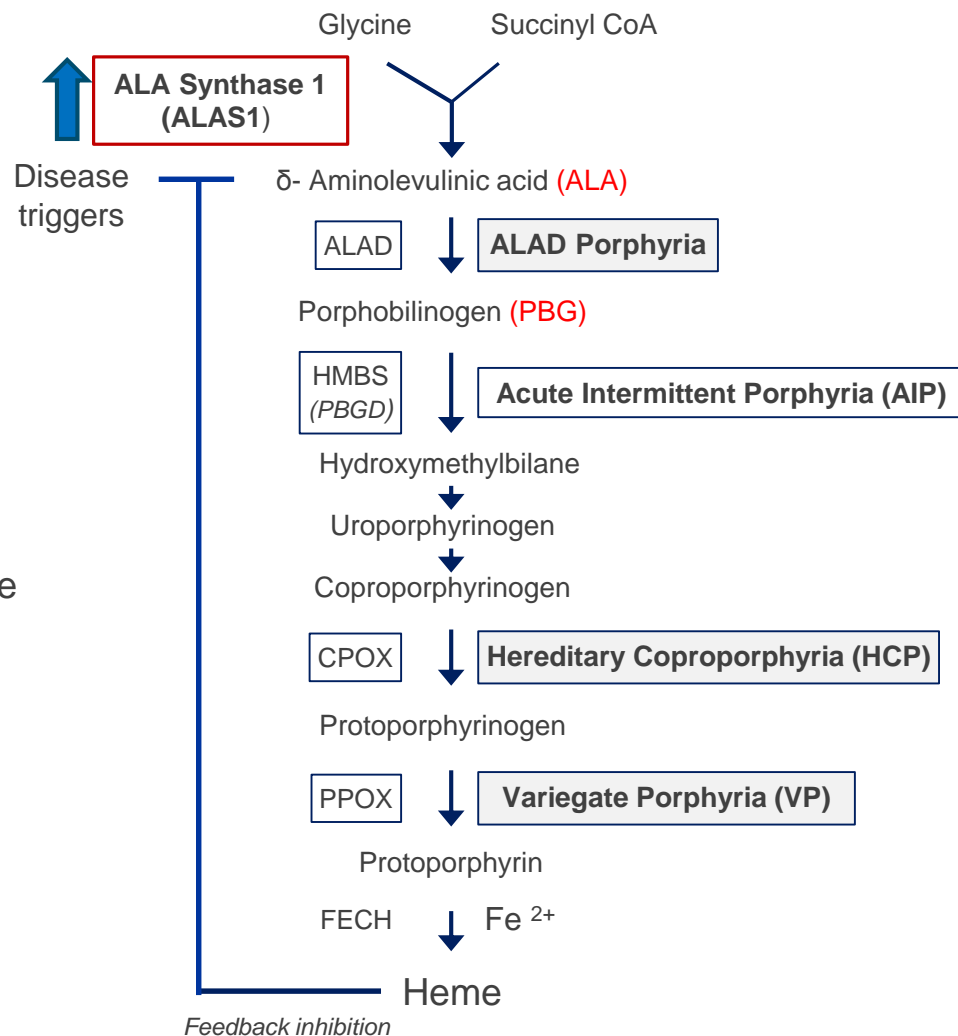 Glycine
Succinyl CoA
ALA Synthase 1
(ALAS1)
Disease
triggers
δ- Aminolevulinic acid (ALA)
ALAD
ALAD Porphyria
Porphobilinogen (PBG)
HMBS
(PBGD)
Acute Intermittent Porphyria (AIP)
Hydroxymethylbilane
Uroporphyrinogen
e
Coproporphyrinogen
CPOX
Hereditary Coproporphyria (HCP)
Protoporphyrinogen
PPOX
Variegate Porphyria (VP)
Protoporphyrin
FECH
Fe ²⁺
Heme
Feedback inhibition